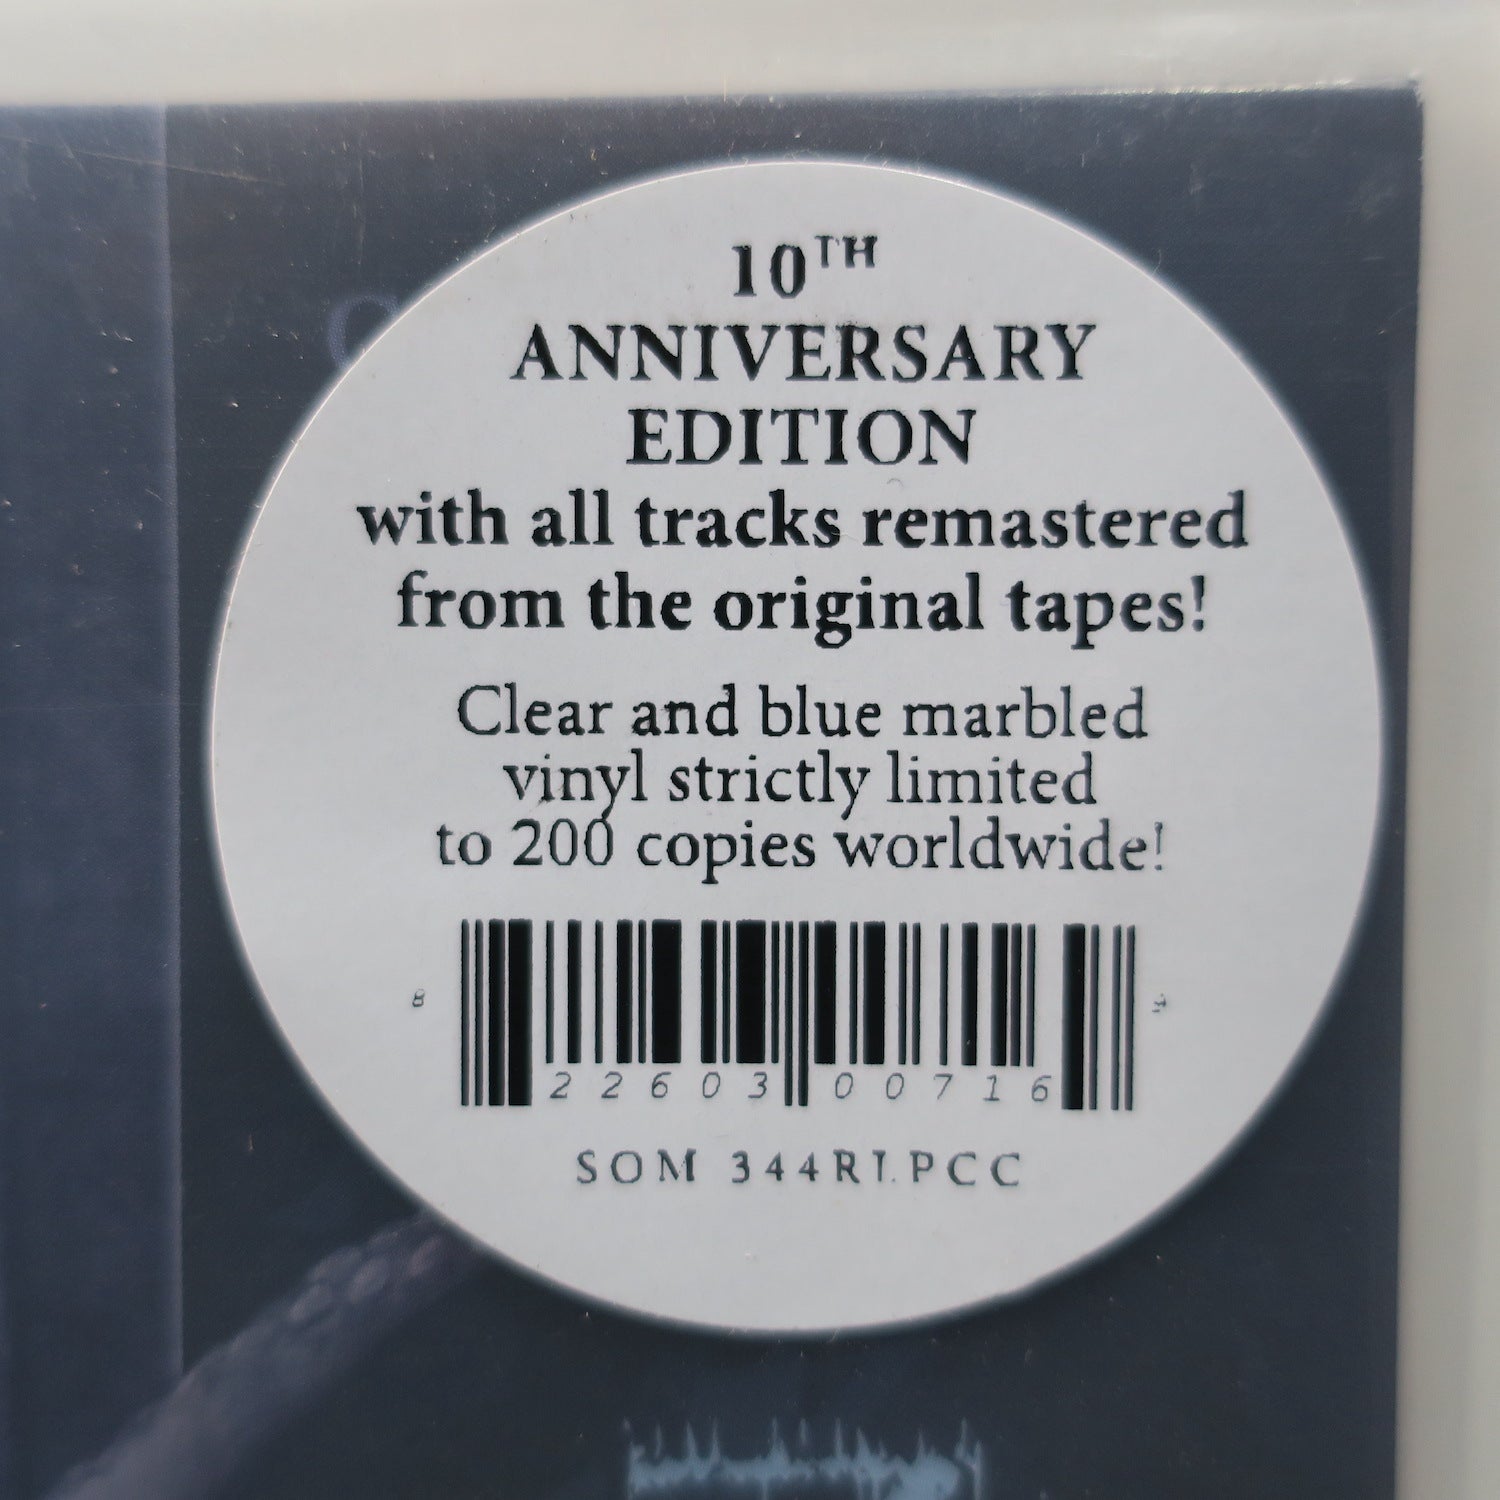 10TH
ANNIVERSARY
EDITION
with all tracks remastered
from the original tapes!
Clear and blue marbled
vinyl strictly limited
to 200 copies worldwide!
8 22603 00716
SOM 344RLPCC